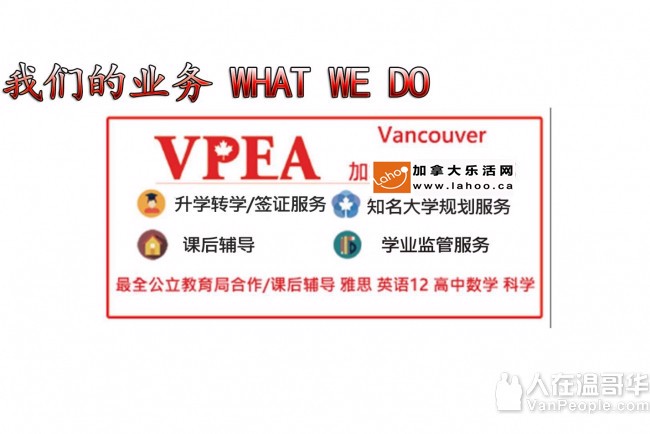 我们的业务 WHAT WE DO
Vancouver
VPEA 加
Lahoo 加拿大乐活网
www.lahoo.ca
升学转学/签证服务 知名大学规划服务
课后辅导 学业监管服务
最全公立教育局合作/课后辅导 雅思 英语12 高中数学 科学
人在温哥华
VanPeople.com